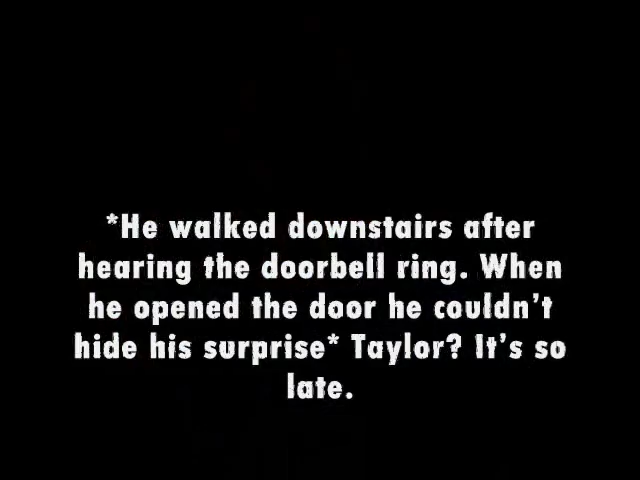 *He walked downstairs after
hearing the doorbell ring. When
he opened the door he couldn't
hide his surprise* Taylor? It's so
late.